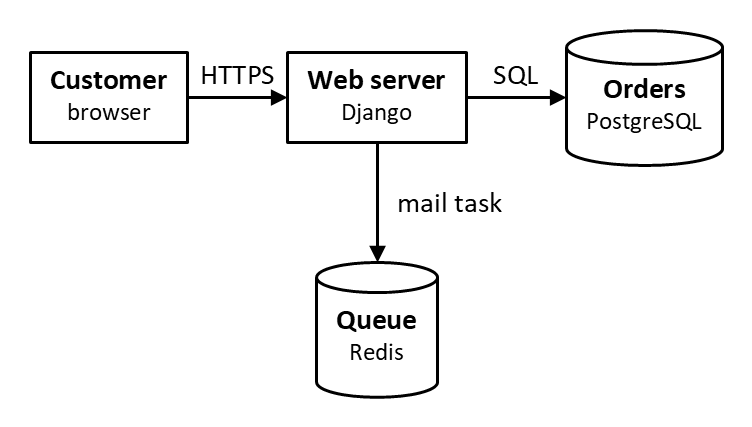 Customer
browser
HTTPS
Web server
Django
SQL
Orders
PostgreSQL
mail task
Queue
Redis